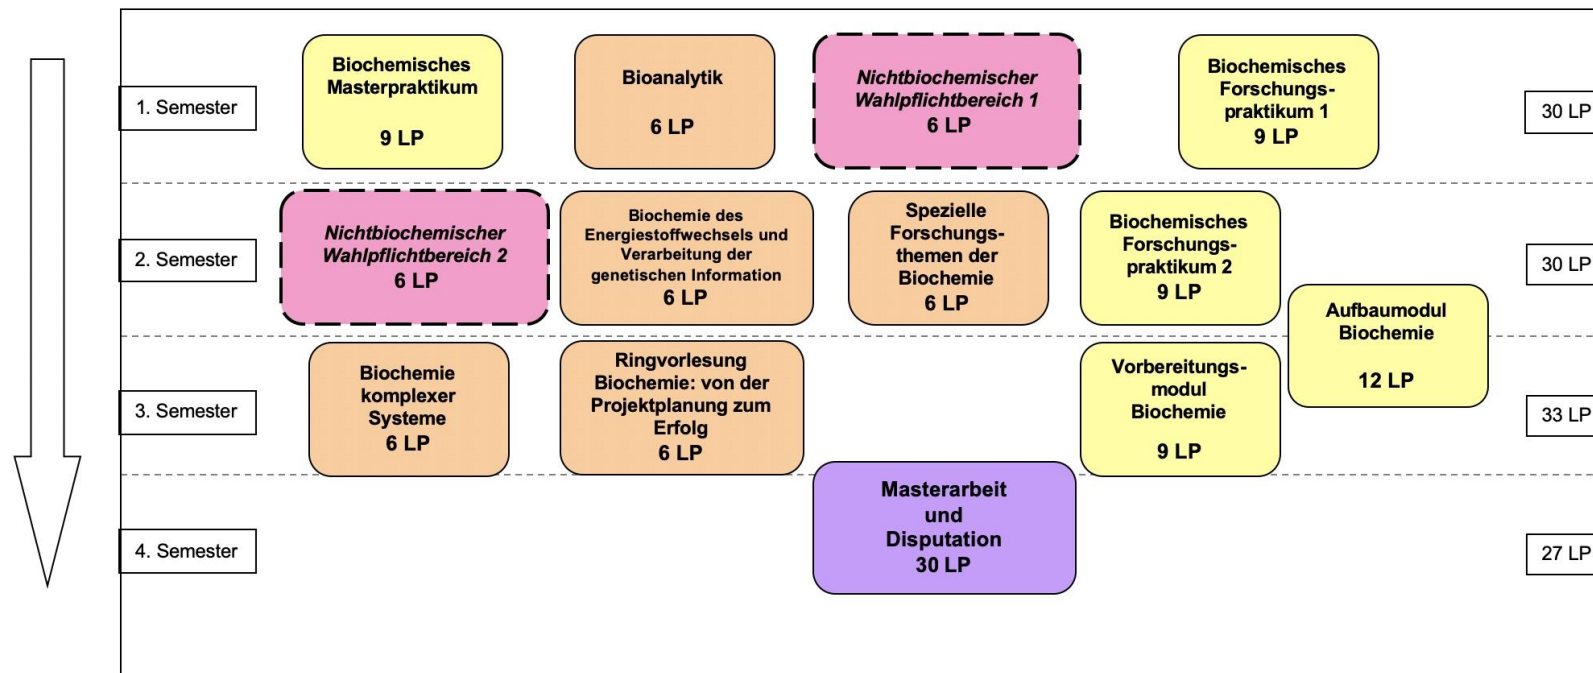 1. Semester
Biochemisches
Masterpraktikum
9 LP
Bioanalytik
6 LP
Nichtbiochemischer
Wahlpflichtbereich 1
6 LP
Biochemisches
Forschungs-
praktikum 1
9 LP
30 LP
2. Semester
Nichtbiochemischer
Wahlpflichtbereich 2
6 LP
Biochemie des
Energiestoffwechsels und
Verarbeitung der
genetischen Information
6 LP
Spezielle
Forschungs-
themen der
Biochemie
6 LP
Biochemisches
Forschungs-
praktikum 2
9 LP
30 LP
Aufbaumodul
Biochemie
12 LP
3. Semester
Biochemie
komplexer
Systeme
6 LP
Ringvorlesung
Biochemie: von der
Projektplanung zum
Erfolg
6 LP
Vorbereitungs-
modul
Biochemie
9 LP
33 LP
4. Semester
Masterarbeit
und
Disputation
30 LP
27 LP